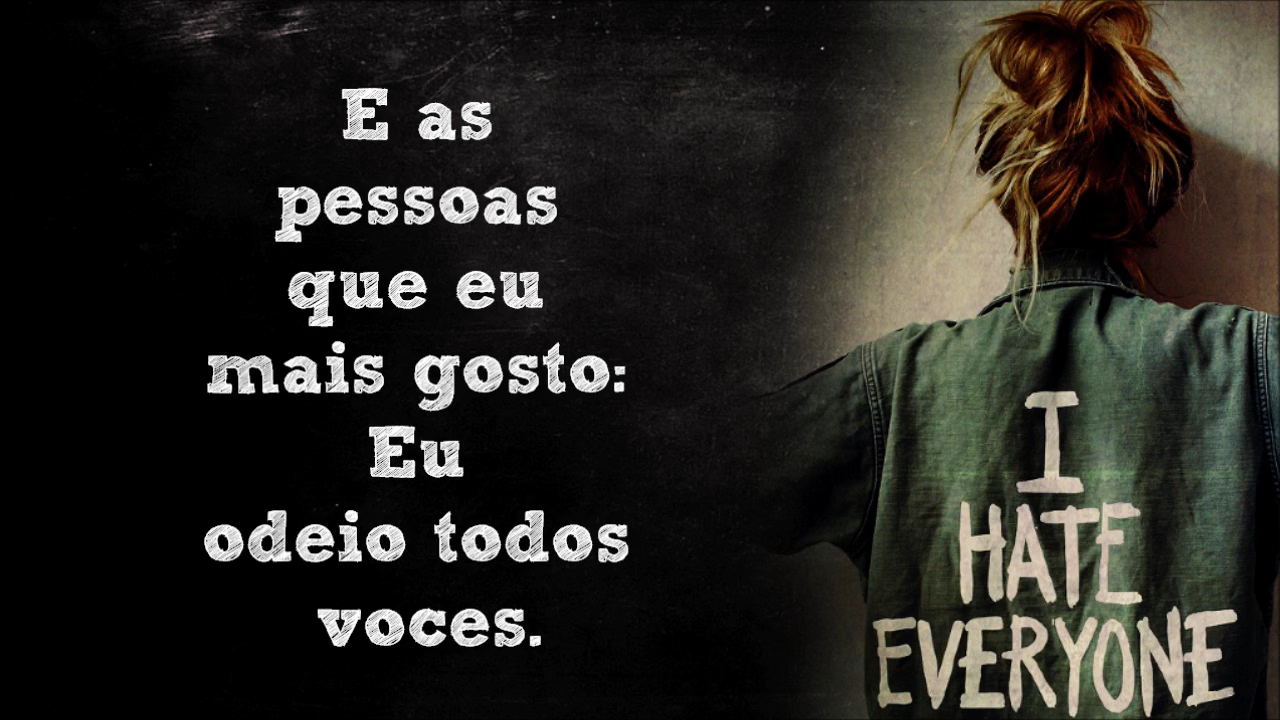 E as
pessoas
que eu
mais gosto:
Eu
odeio todos
voces.
I
HATE
EVERYONE